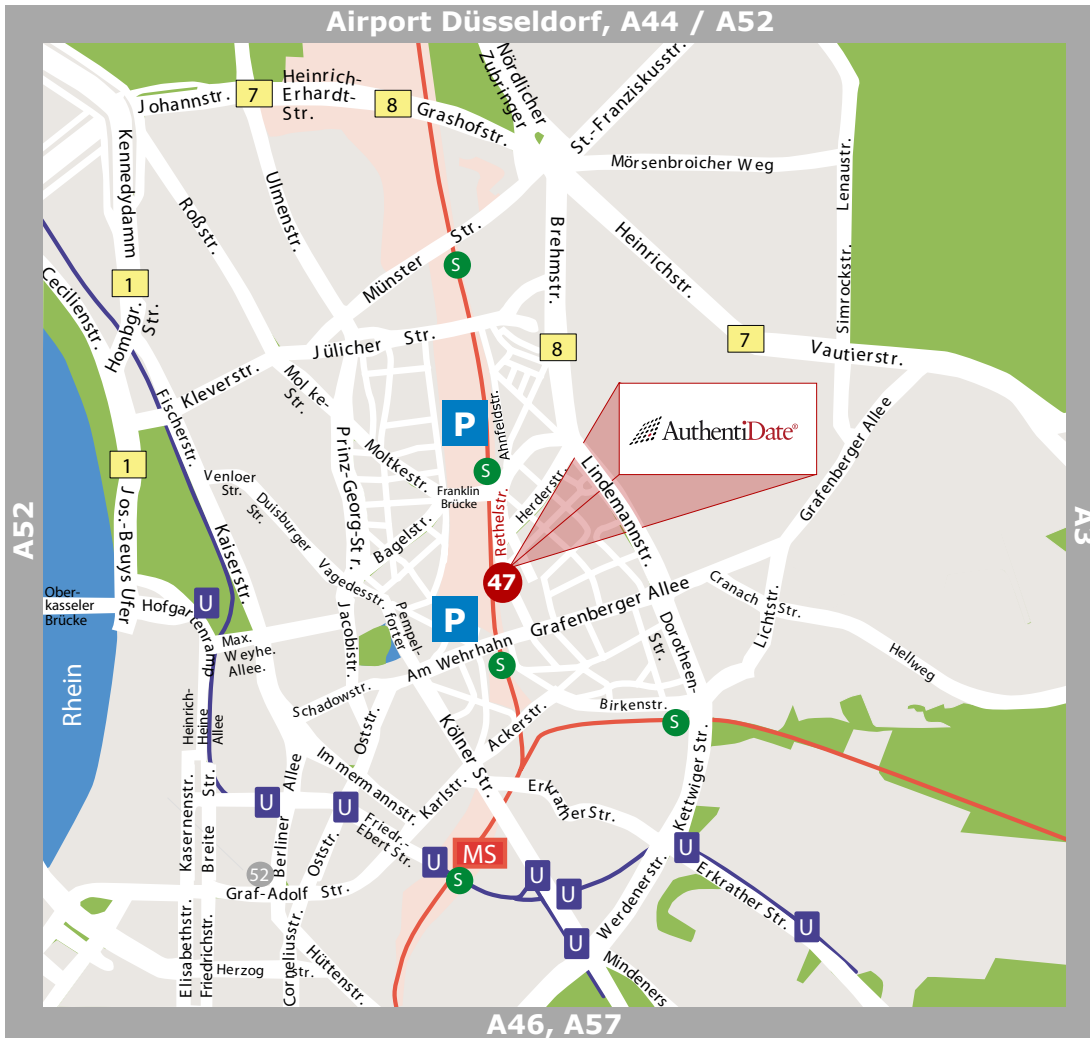 Airport Düsseldorf, A44 / A52
A52
A3
A46, A57
Johannstr.
7
Heinrich-
Erhardt-
Str.
8
Grashofstr.
Nördlicher
Zubringer
St.-Franziskusstr.
Mörsenbroicher Weg
Lenaustr.
Simrockstr.
Kennedydamm
Roßstr.
Ulmenstr.
Münster Str.
S
Brehmstr.
Heinrichstr.
Cecilienstr.
1
Hombgr.
Str.
Jülicher Str.
8
7
Vautierstr.
Kleverstr.
Mol ke-
Str.
Fischerstr.
Prinz-Georg-Str.
Moltkestr.
P
Ahnfeldstr.
S
AuthentiDate®
Grafenberger Allee
1
Jos.-Beuys Ufer
Venloer
Str.
Duisburger
Str.
Franklin
Brücke
Rethelstr.
Herderstr.
Lindemannstr.
Kaiserstr.
Bagelstr.
Vagedesstr.
47
Ober-
kasseler
Brücke
Hofgartenrand
U
Max.
Weyhe.
Allee.
Jacobistr.
Pempel-
forter
P
Am Wehrhahn
Grafenberger Allee
Cranach Str.
Lichtstr.
Hellweg
Dorotheen-
Str.
S
Rhein
Heinrich-
Heine
Allee
Schadowstr.
Oststr.
Kölner Str.
Ackerstr.
Birkenstr.
S
Kettwiger Str.
Immermannstr.
Karlstr.
Erkrather Str.
Kasernenstr.
Breite Str.
U
Berliner Allee
U
Oststr.
Friedr.-
Ebert Str.
U
MS
S
U
U
U
52
Graf-Adolf Str.
Erkrather Str.
U
Werdenerstr.
U
Mindeners
Elisabethstr.
Friedrichstr.
Herzog str.
Corneliusstr.
Hüttenstr.